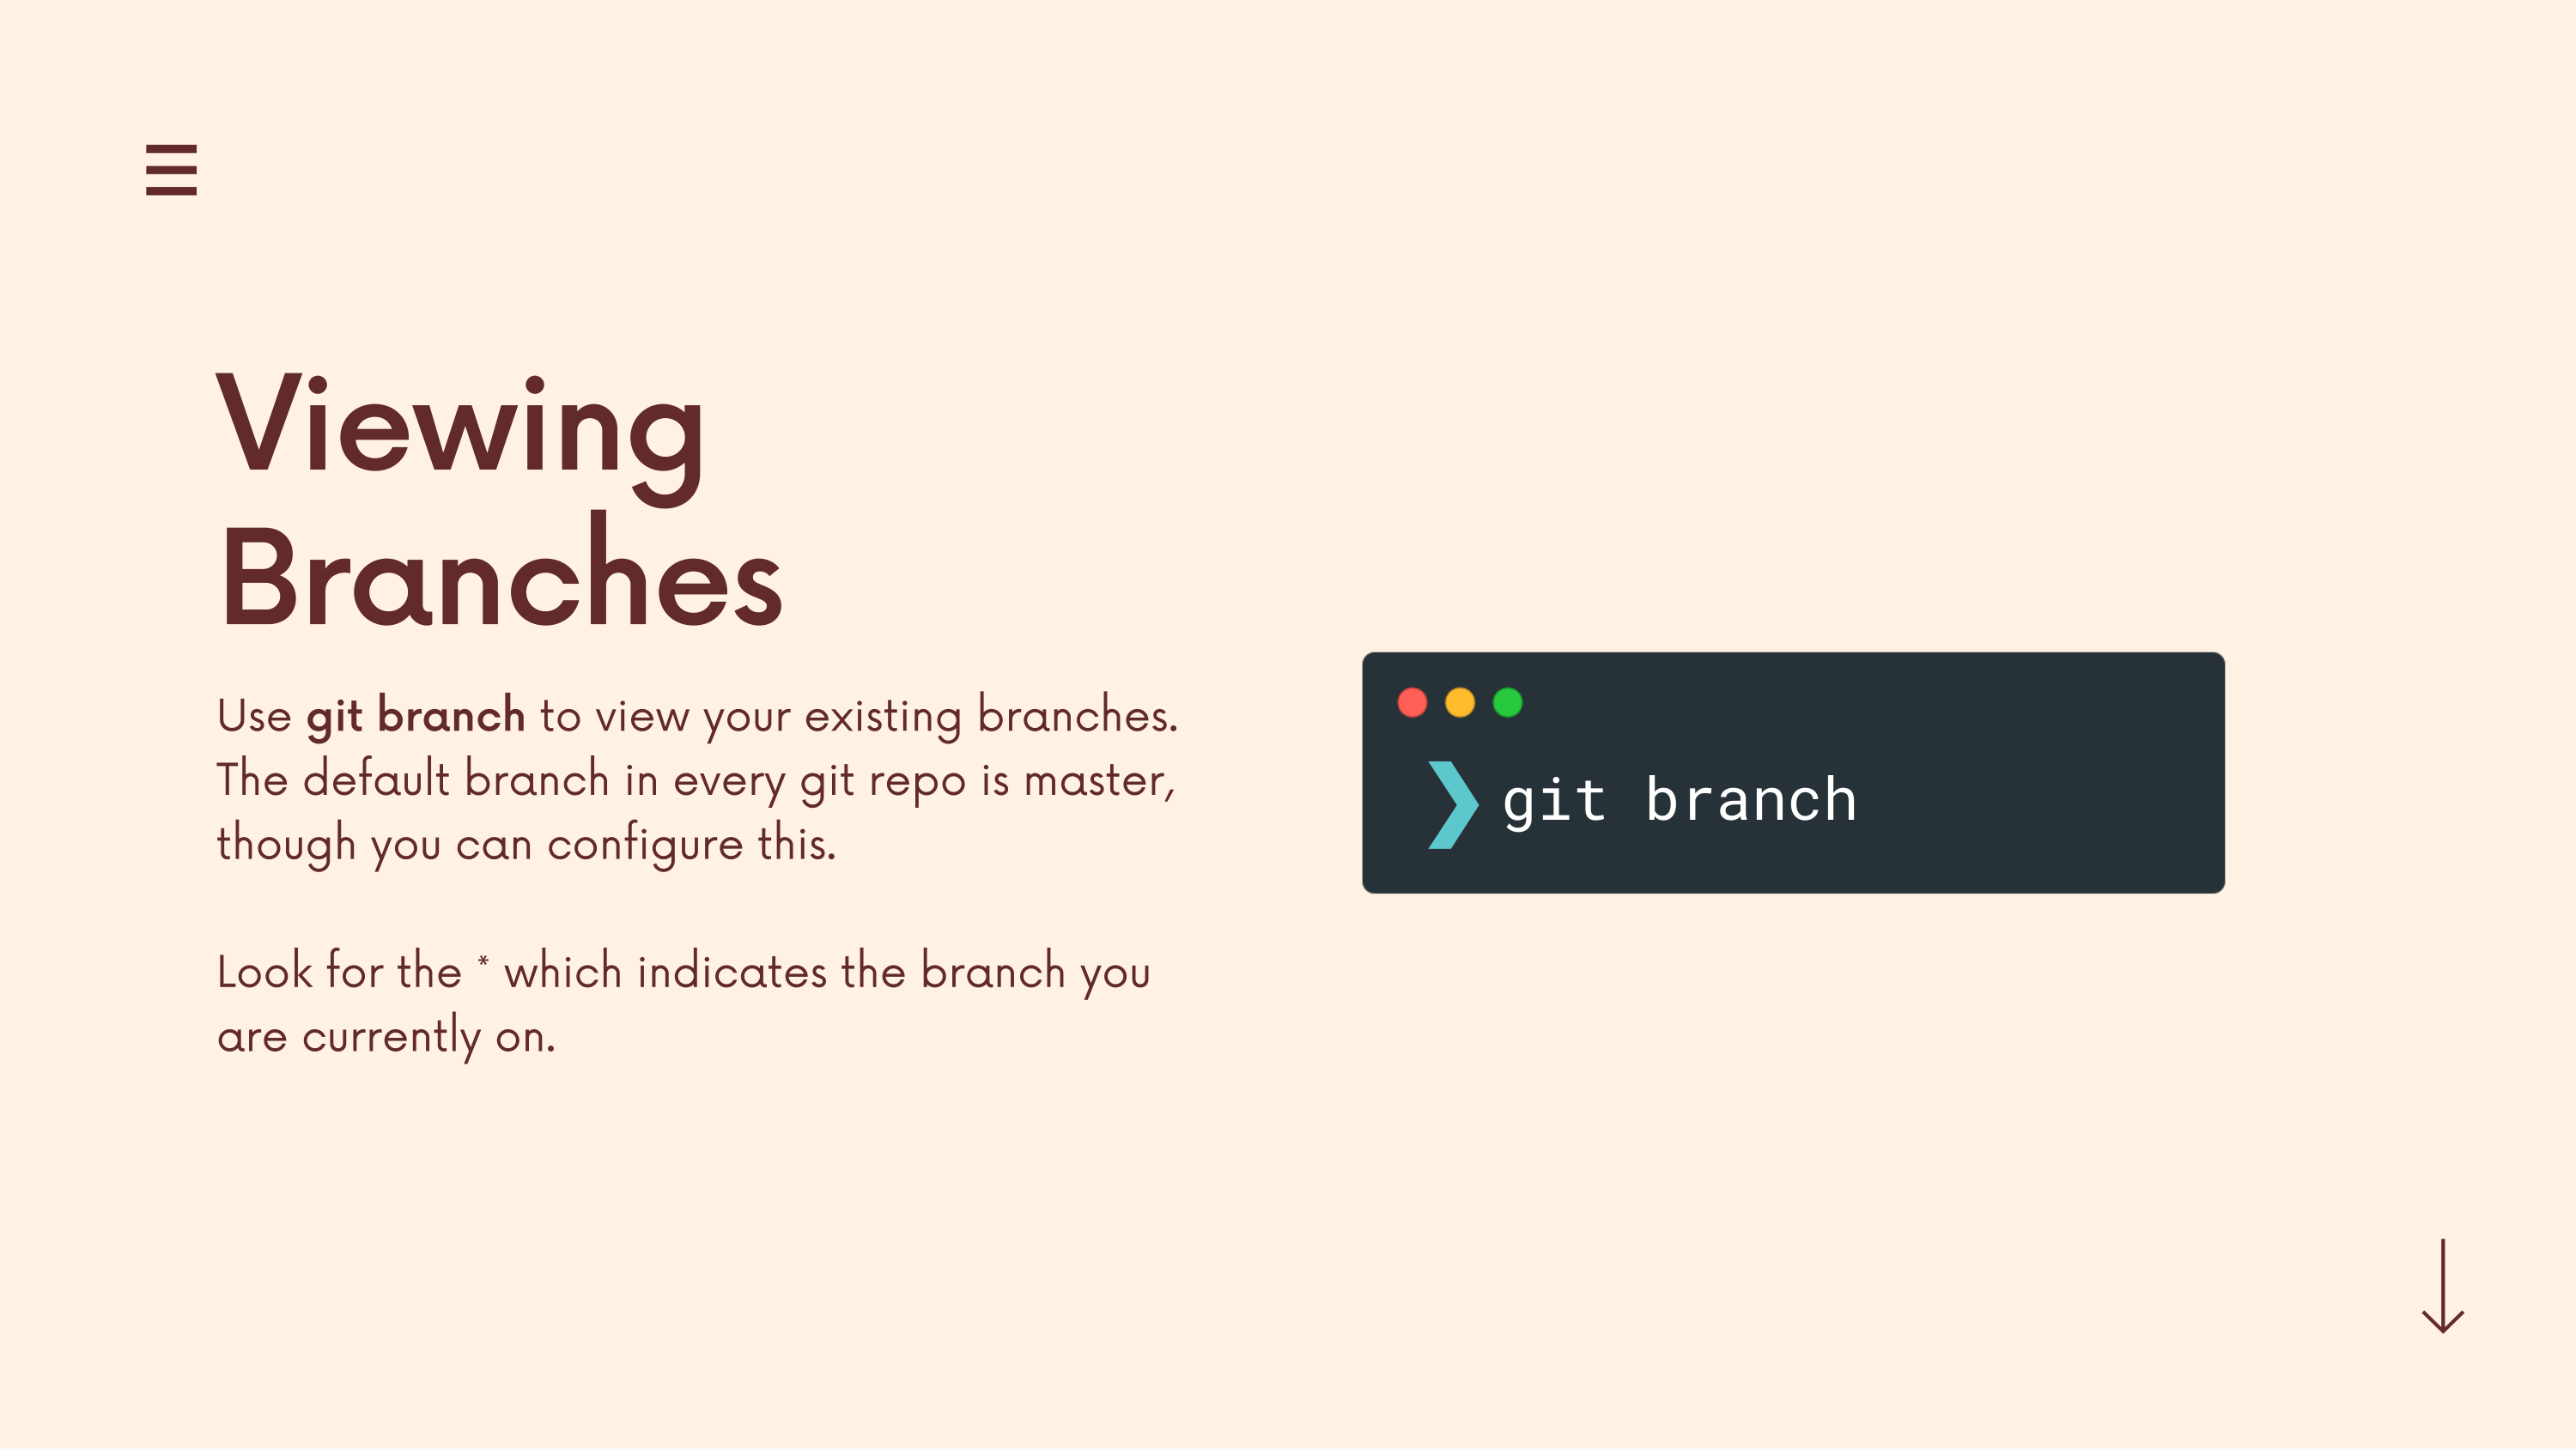 Viewing
Branches
Use git branch to view your existing branches.
The default branch in every git repo is master,
though you can configure this.
Look for the * which indicates the branch you
are currently on.
❯ git branch